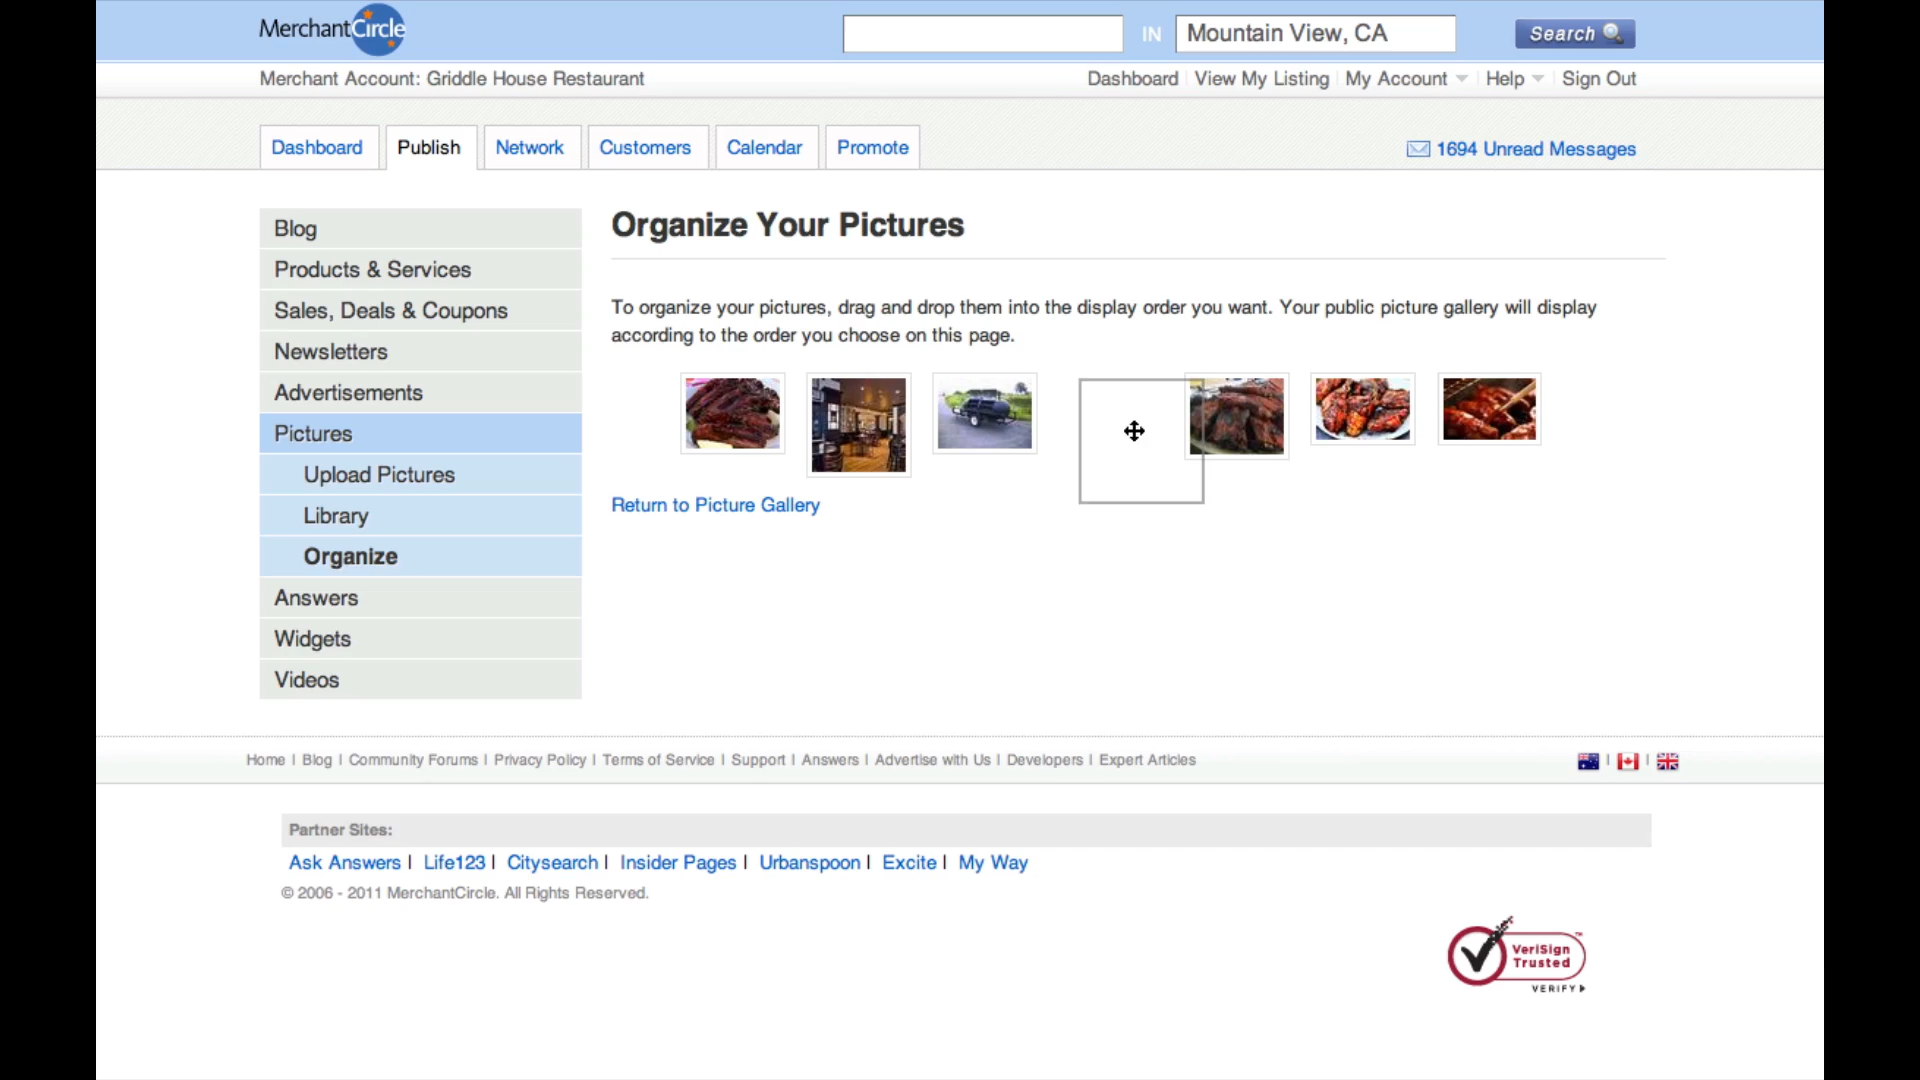 MerchantCircle
IN Mountain View, CA Search
Merchant Account: Griddle House Restaurant
Dashboard View My Listing My Account Help Sign Out
Dashboard Publish Network Customers Calendar Promote
1694 Unread Messages
Blog
Products & Services
Sales, Deals & Coupons
Newsletters
Advertisements
Pictures
Upload Pictures
Library
Organize
Answers
Widgets
Videos
Organize Your Pictures
To organize your pictures, drag and drop them into the display order you want. Your public picture gallery will display
according to the order you choose on this page.
Return to Picture Gallery
Home | Blog | Community Forums | Privacy Policy | Terms of Service | Support | Answers | Advertise with Us | Developers | Expert Articles
Partner Sites:
Ask Answers | Life123 | Citysearch | Insider Pages | Urbanspoon | Excite | My Way
© 2006 - 2011 MerchantCircle. All Rights Reserved.
VeriSign™
Trusted
VERIFY